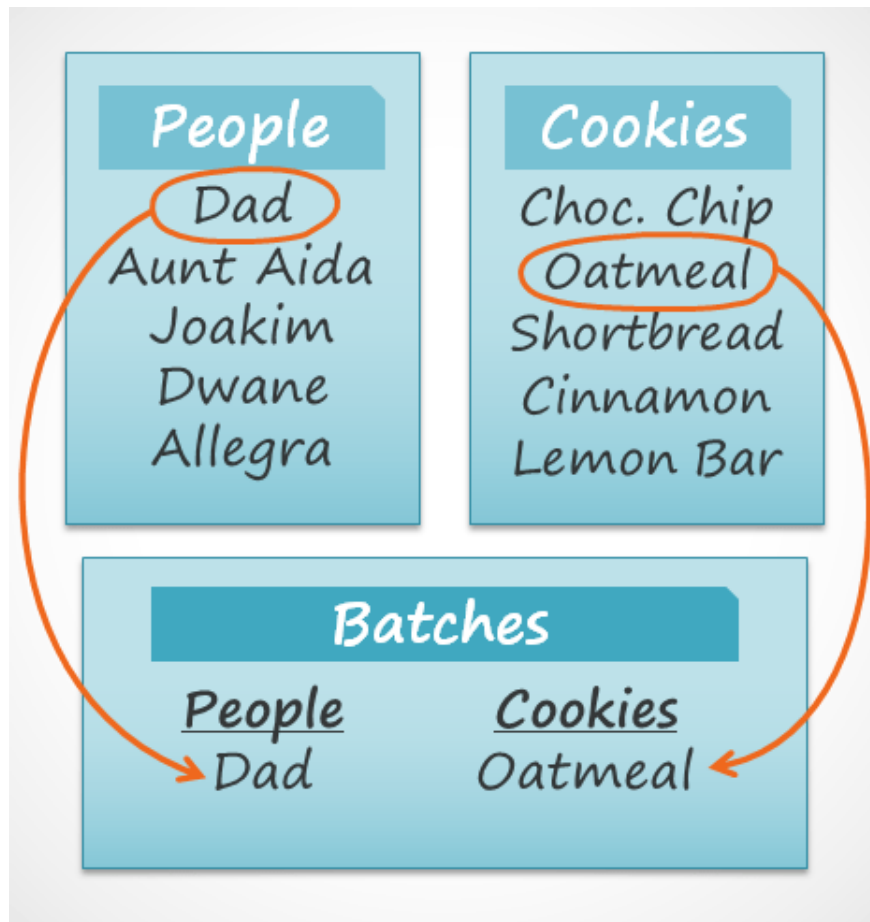 People
Dad
Aunt Aida
Joakim
Dwane
Allegra
Cookies
Choc. Chip
Oatmeal
Shortbread
Cinnamon
Lemon Bar
Batches
People Cookies
Dad Oatmeal